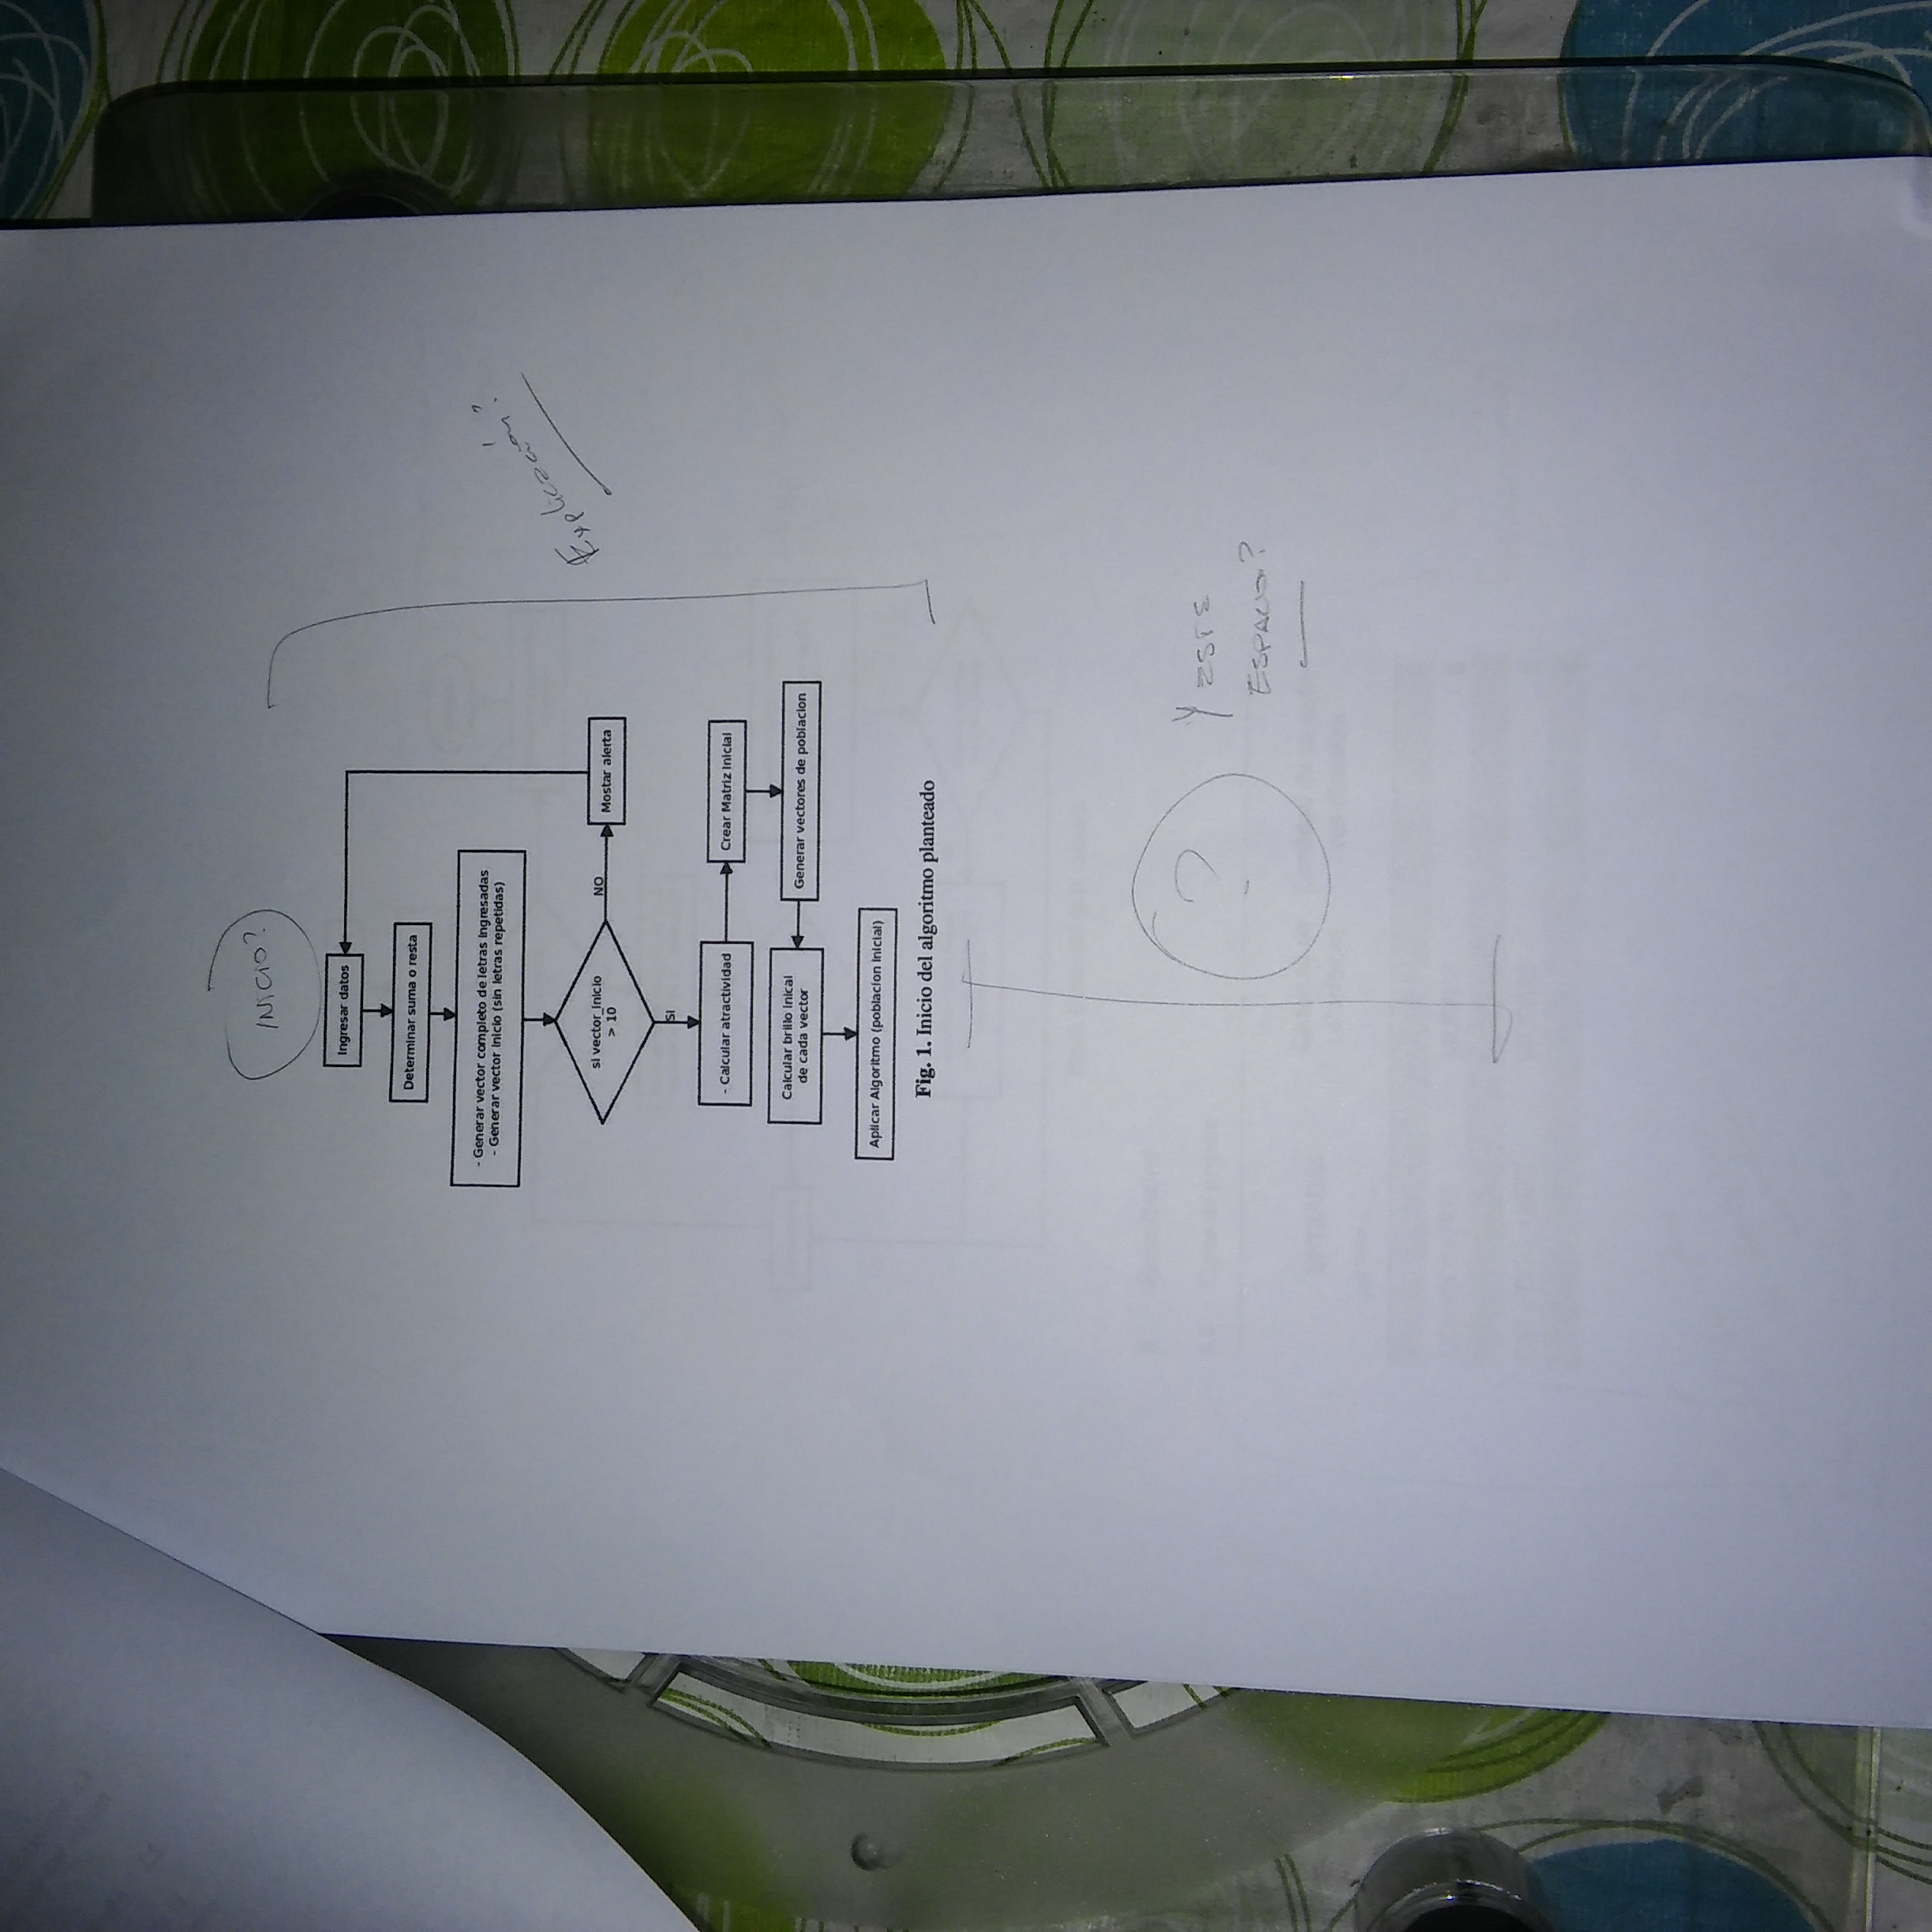 INICIO?
Ingresar datos
Determinar suma o resta
- Generar vector completo de letras ingresadas
- Generar vector inicio (sin letras repetidas)
si vector_inicio
> 10
NO
Mostar alerta
SI
- Calcular atractividad
Crear Matriz Inicial
Generar vectores de poblacion
Calcular brillo inical
de cada vector
Aplicar Algoritmo (poblacion inicial)
Fig. 1. Inicio del algoritmo planteado
Explicación?
?
Y ESTE
ESPACIO?